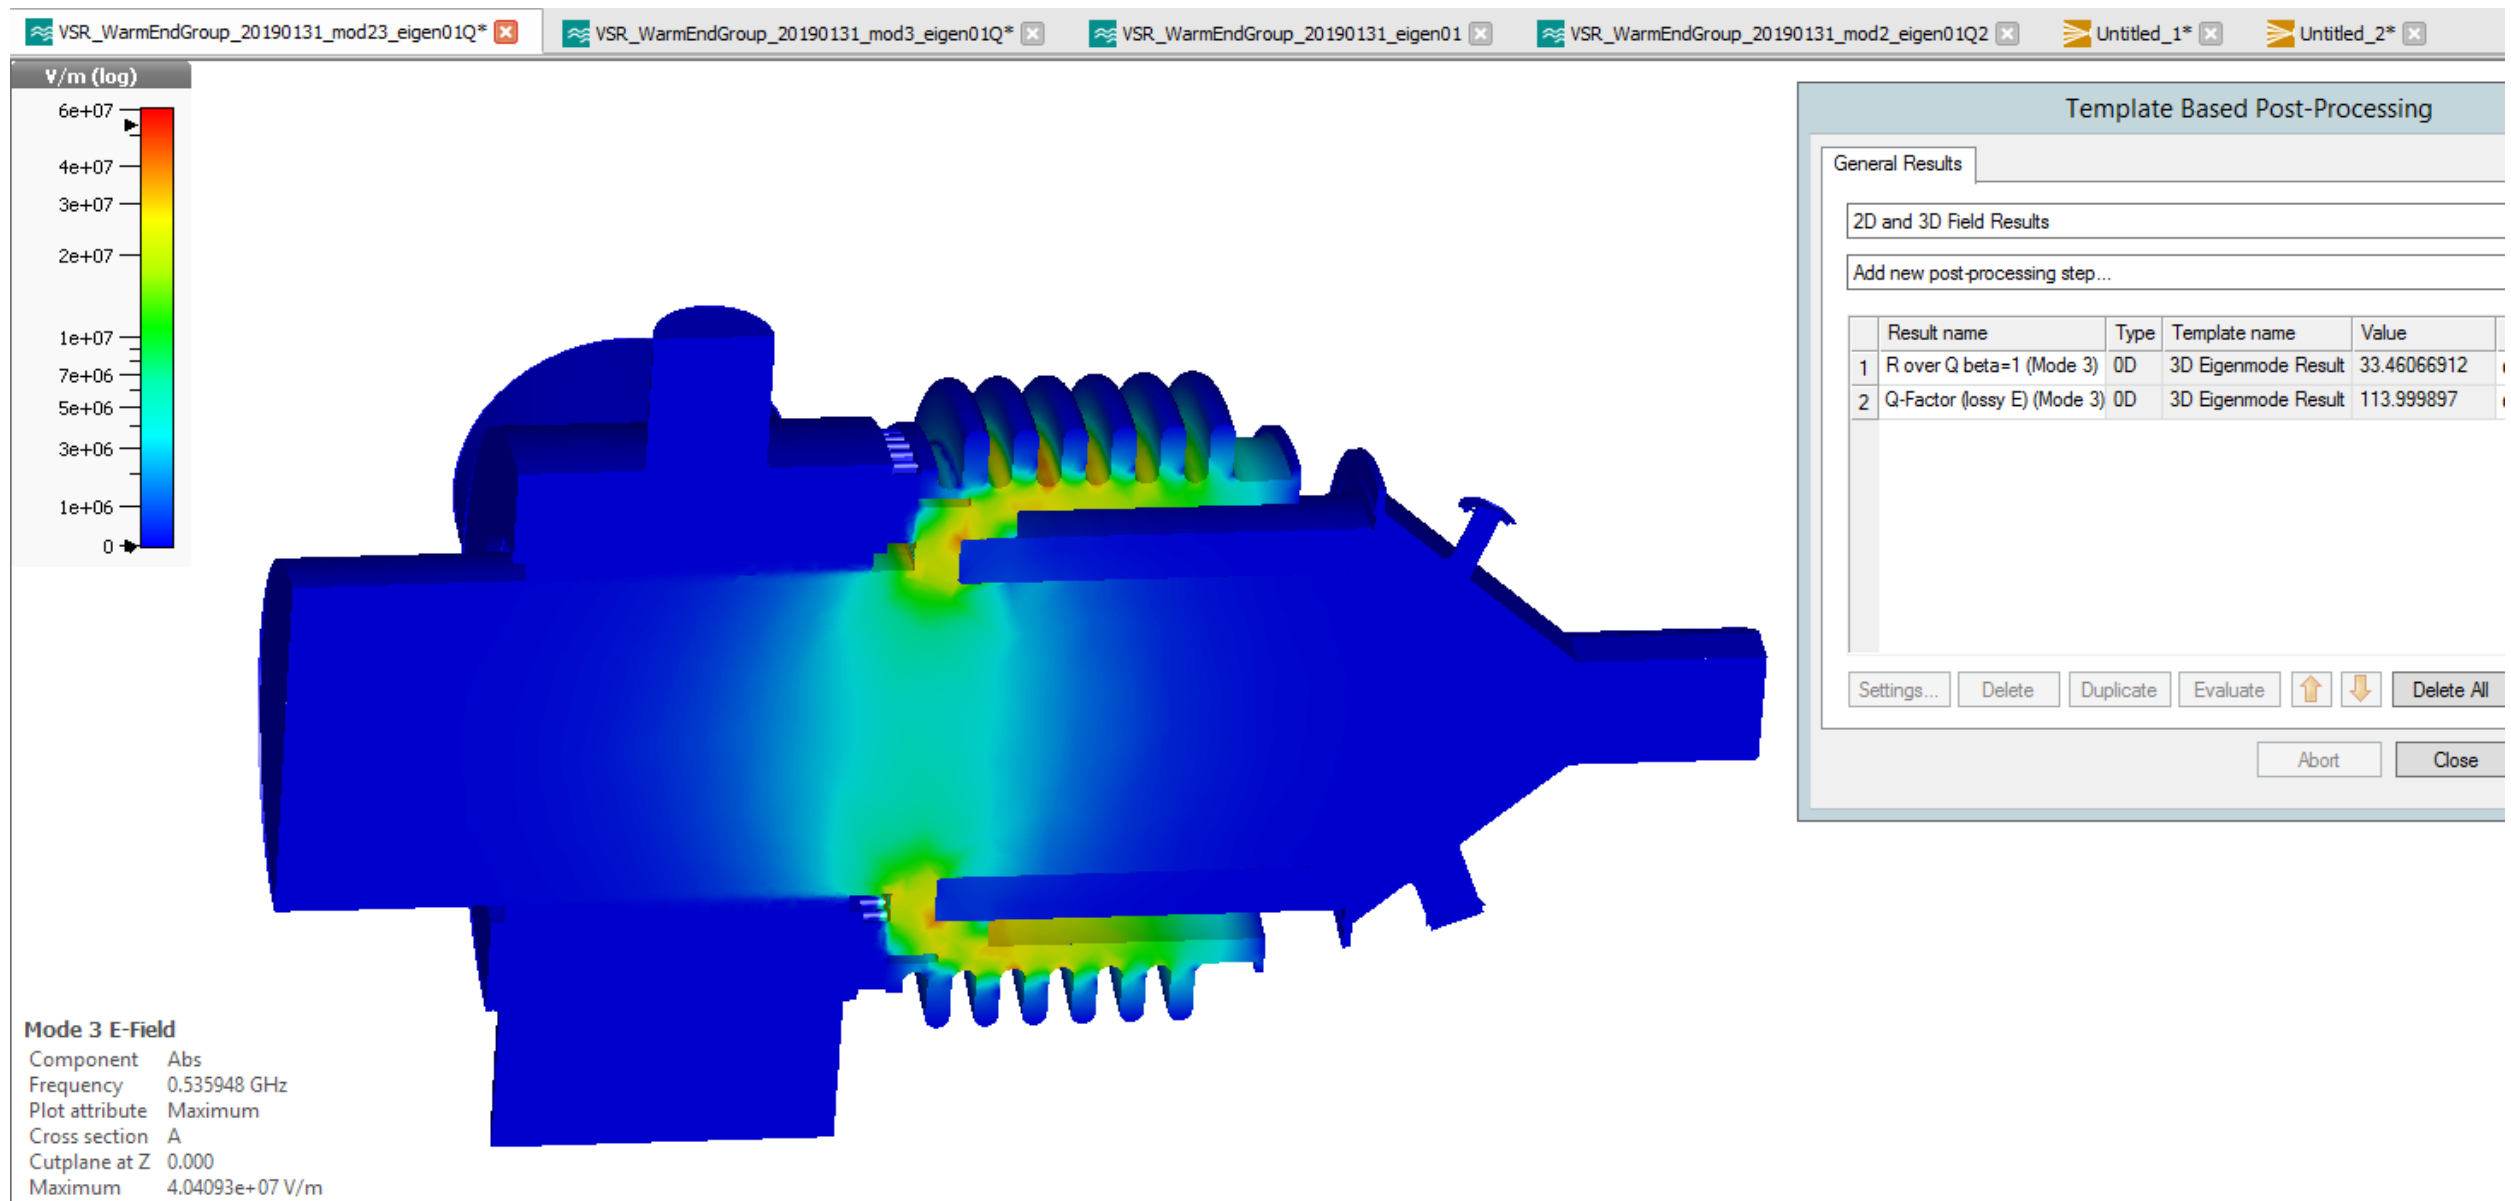 VSR_WarmEndGroup_20190131_mod23_eigen01Q* VSR_WarmEndGroup_20190131_mod3_eigen01Q* VSR_WarmEndGroup_20190131_eigen01 VSR_WarmEndGroup_20190131_mod2_eigen01Q2 Untitled_1* Untitled_2*
V/m (log)
6e+07
4e+07
3e+07
2e+07
1e+07
7e+06
5e+06
3e+06
1e+06
0
Template Based Post-Processing
General Results
2D and 3D Field Results
Add new post-processing step...
Result name Type Template name Value
1 R over Q beta=1 (Mode 3) 0D 3D Eigenmode Result 33.46066912
2 Q-Factor (lossy E) (Mode 3) 0D 3D Eigenmode Result 113.999897
Settings... Delete Duplicate Evaluate Delete All
Abort Close
Mode 3 E-Field
Component Abs
Frequency 0.535948 GHz
Plot attribute Maximum
Cross section A
Cutplane at Z 0.000
Maximum 4.04093e+07 V/m